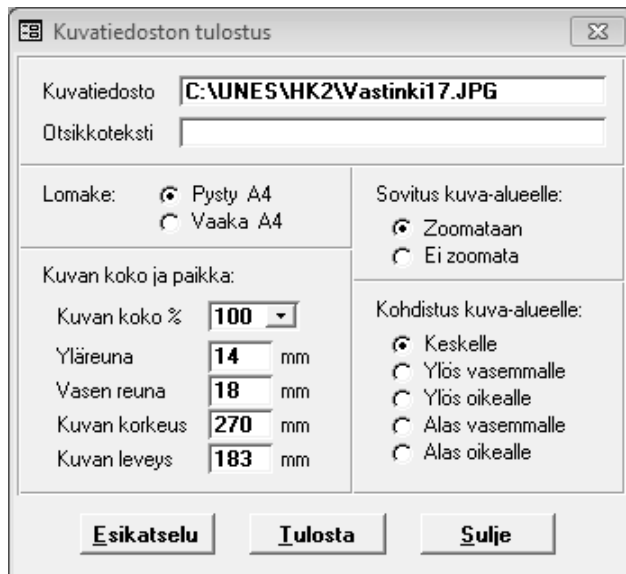 Kuvatiedoston tulostus
Kuvatiedosto C:\UNES\HK2\Vastinki17.JPG
Otsikkoteksti
Lomake: Pysty A4
Vaaka A4
Sovitus kuva-alueelle:
Zoomataan
Ei zoomata
Kuvan koko ja paikka:
Kuvan koko % 100
Yläreuna 14 mm
Vasen reuna 18 mm
Kuvan korkeus 270 mm
Kuvan leveys 183 mm
Kohdistus kuva-alueelle:
Keskelle
Ylös vasemmalle
Ylös oikealle
Alas vasemmalle
Alas oikealle
Esikatselu Tulosta Sulje